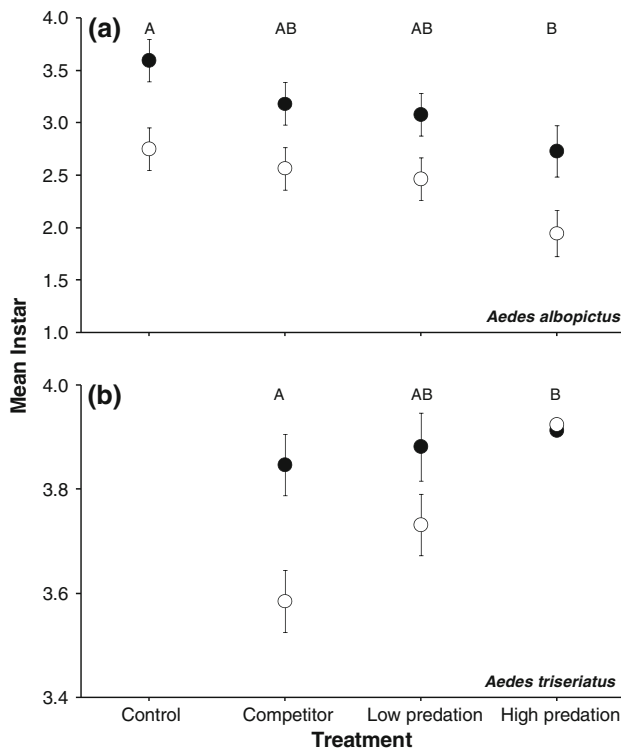 (a)
A AB AB B
4.0
3.5
3.0
2.5
2.0
1.5
1.0
Aedes albopictus
Mean Instar
(b)
A AB B
4.0
3.8
3.6
3.4
Aedes triseriatus
Control Competitor Low predation High predation
Treatment